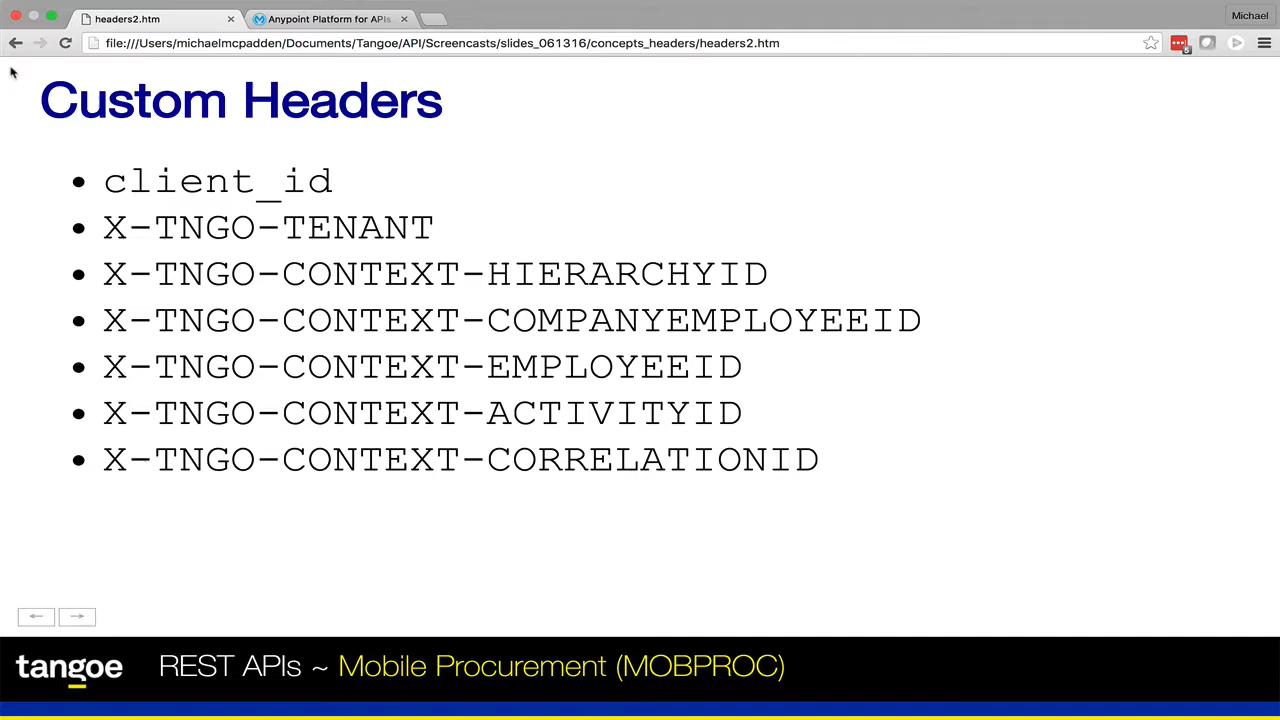 headers2.htm
Anypoint Platform for APIs
Michael
file:///Users/michaelmcpadden/Documents/Tangoe/API/Screencasts/slides_061316/concepts_headers/headers2.htm
Custom Headers
• client_id
• X-TNGO-TENANT
• X-TNGO-CONTEXT-HIERARCHYID
• X-TNGO-CONTEXT-COMPANYEMPLOYEEID
• X-TNGO-CONTEXT-EMPLOYEEID
• X-TNGO-CONTEXT-ACTIVITYID
• X-TNGO-CONTEXT-CORRELATIONID
tangoe REST APIs ~ Mobile Procurement (MOBPROC)